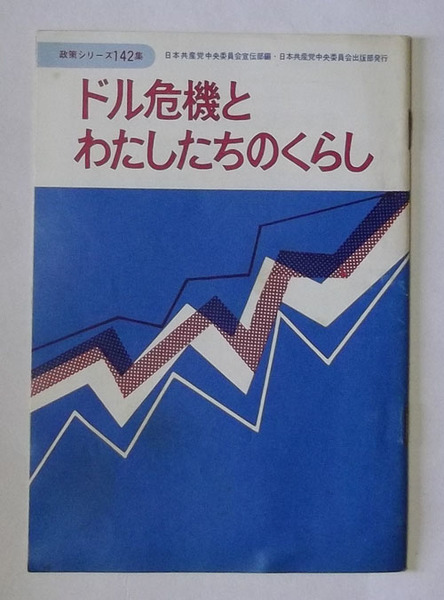 政策シリーズ142集
日本共産党中央委員会宣伝部編・日本共産党中央委員会出版部発行
ドル危機と
わたしたちのくらし